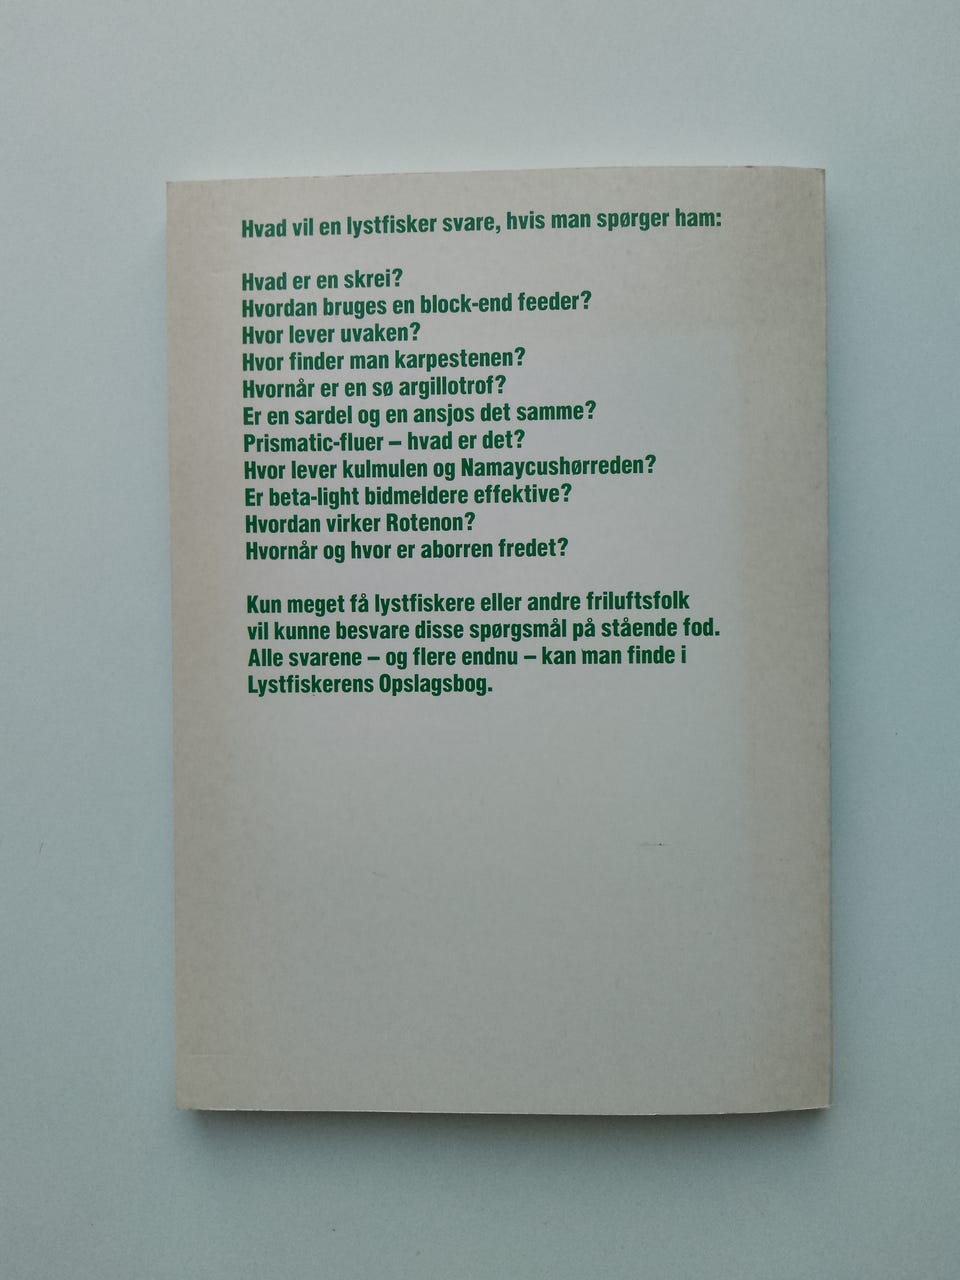 Hvad vil en lystfisker svare, hvis man spørger ham:
Hvad er en skrei?
Hvordan bruges en block-end feeder?
Hvor lever uvaken?
Hvor finder man karpestenen?
Hvornår er en sø argillotrof?
Er en sardel og en ansjos det samme?
Prismatic-fluer – hvad er det?
Hvor lever kulmulen og Namaycushørreden?
Er beta-light bidmeldere effektive?
Hvordan virker Rotenon?
Hvornår og hvor er aborren fredet?
Kun meget få lystfiskere eller andre friluftsfolk
vil kunne besvare disse spørgsmål på stående fod.
Alle svarene – og flere endnu – kan man finde i
Lystfiskerens Opslagsbog.